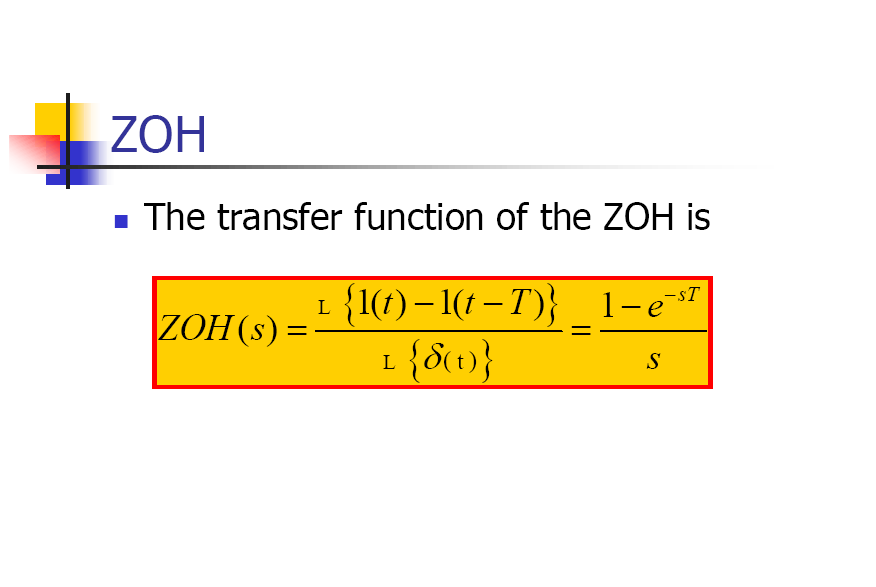 ZOH
The transfer function of the ZOH is
ZOH(s) = L {1(t) − 1(t − T)} / L {δ(t)} = 1 − e^{−sT} / s